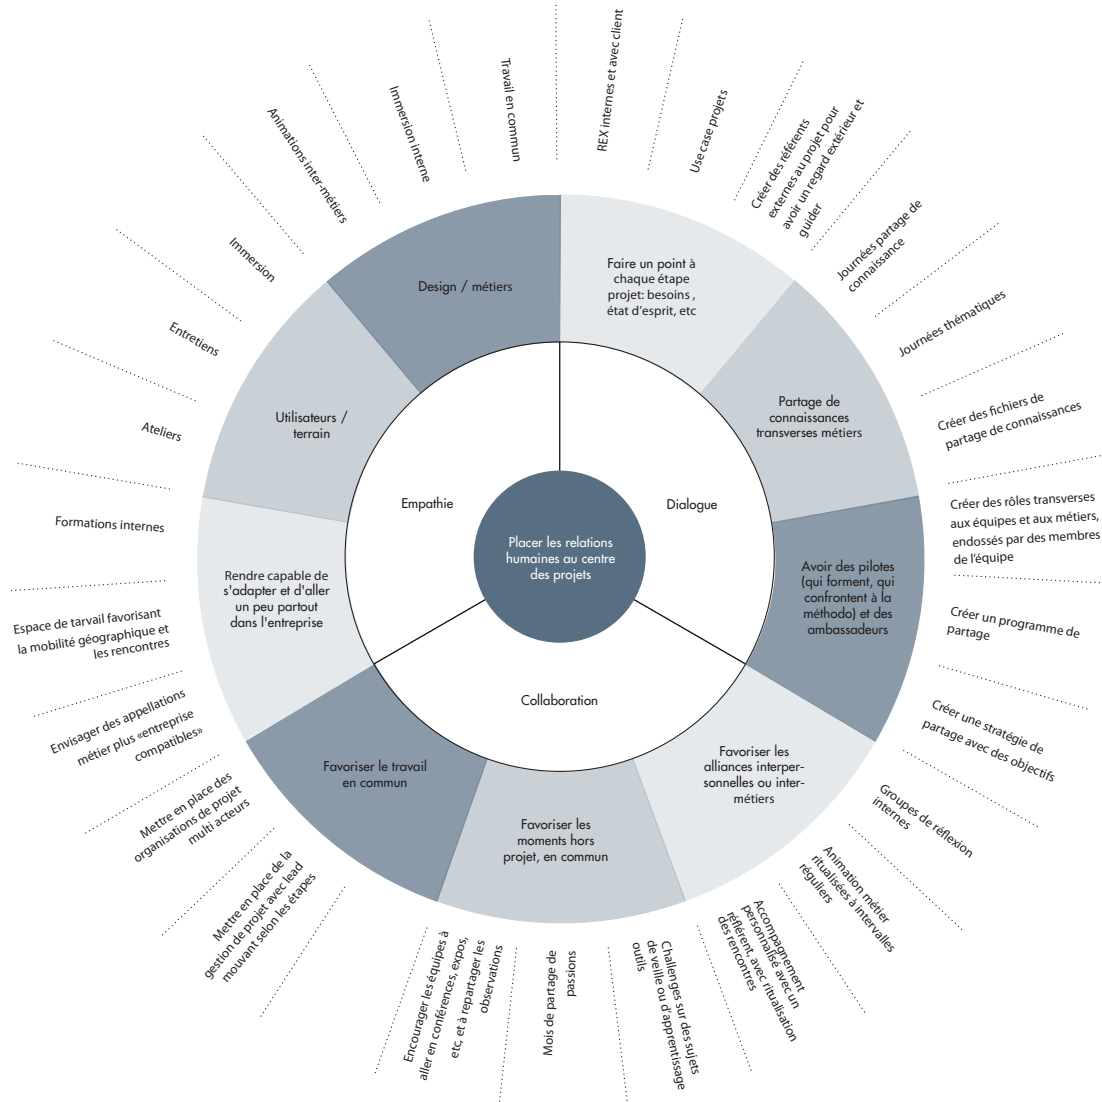 Placer les relations
humaines au centre
des projets
Empathie
Dialogue
Collaboration
Design / métiers
Faire un point à
chaque étape
projet: besoins ,
état d'esprit, etc
Partage de
connaissances
transverses métiers
Avoir des pilotes
(qui forment, qui
confrontent à la
méthodo) et des
ambassadeurs
Favoriser les
alliances interper-
sonnelles ou inter-
métiers
Favoriser les
moments hors
projet, en commun
Favoriser le travail
en commun
Rendre capable de
s'adapter et d'aller
un peu partout
dans l'entreprise
Utilisateurs /
terrain
REX internes et avec client
Use case projets
Créer des référents
externes au projet pour
avoir un regard extérieur et
guider
Journées partage de
connaissance
Journées thématiques
Créer des fichiers de
partage de connaissances
Créer des rôles transverses
aux équipes et aux métiers,
endossés par des membres
de l'équipe
Créer un programme de
partage
Créer une stratégie de
partage avec des objectifs
Groupes de réflexion
internes
Animation métier
ritualisées à intervalles
réguliers
Accompagnement
personnalisé avec un
référent, avec ritualisation
des rencontres
Challenges sur des sujets
de veille ou d'apprentissage
outils
Mois de partage de
passions
Encourager les équipes à
aller en conférences, expos,
etc, et à repartager les
observations
Mettre en place de la
gestion de projet avec lead
mouvant selon les étapes
Mettre en place des
organisations de projet
multi acteurs
Envisager des appellations
métier plus «entreprise
compatibles»
Espace de tarvail favorisant
la mobilité géographique et
les rencontres
Formations internes
Ateliers
Entretiens
Immersion
Animations inter-métiers
Immersion interne
Travail en commun